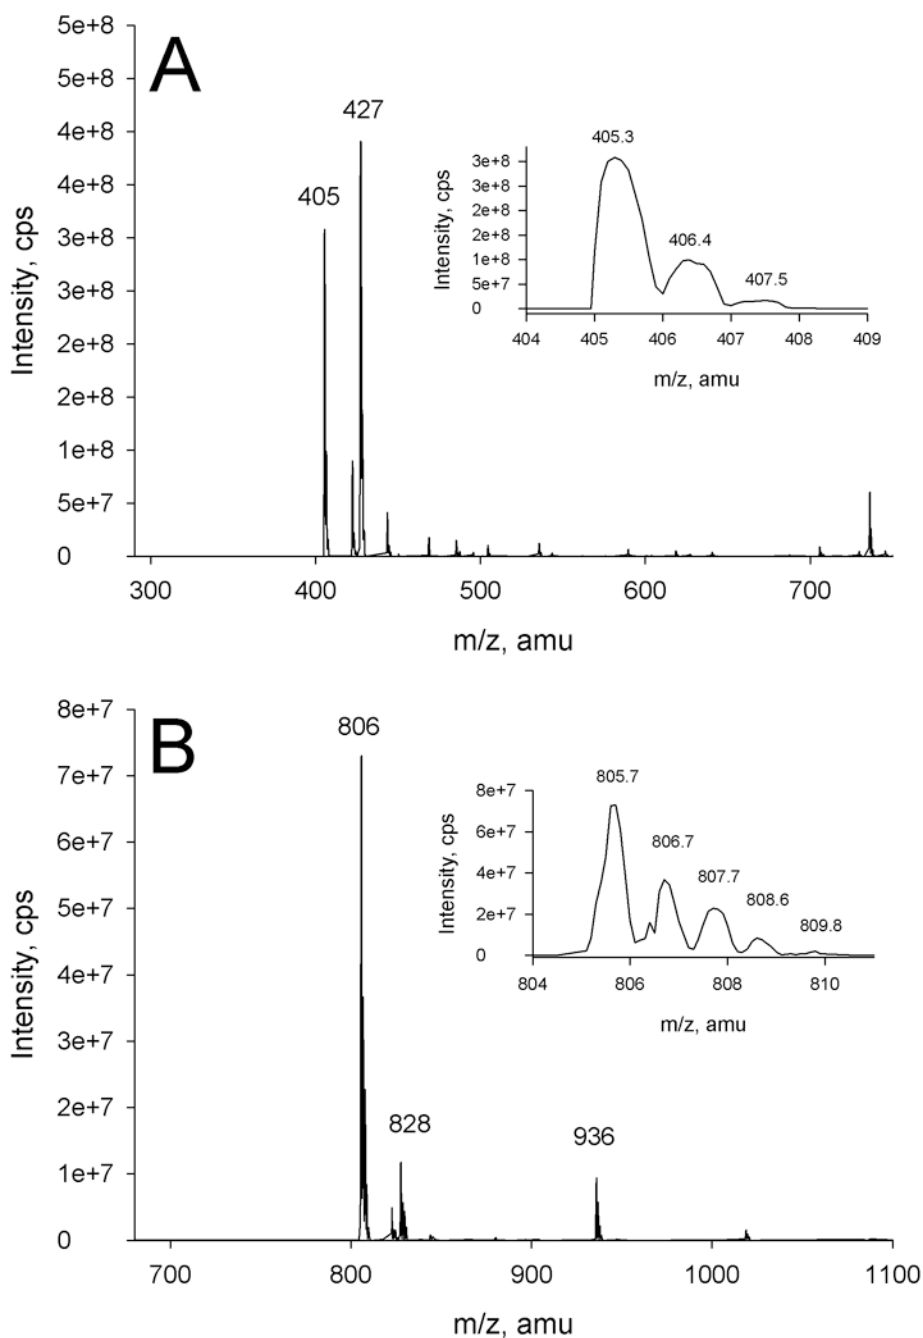 A
5e+8
5e+8
4e+8
4e+8
3e+8
3e+8
2e+8
2e+8
1e+8
5e+7
0
Intensity, cps
405
427
300
400
500
600
700
m/z, amu
3e+8
3e+8
2e+8
2e+8
1e+8
5e+7
0
Intensity, cps
405.3
406.4
407.5
404
405
406
407
408
409
m/z, amu
B
8e+7
7e+7
6e+7
5e+7
4e+7
3e+7
2e+7
1e+7
0
Intensity, cps
806
828
936
700
800
900
1000
1100
m/z, amu
8e+7
6e+7
4e+7
2e+7
0
Intensity, cps
805.7
806.7
807.7
808.6
809.8
804
806
808
810
m/z, amu